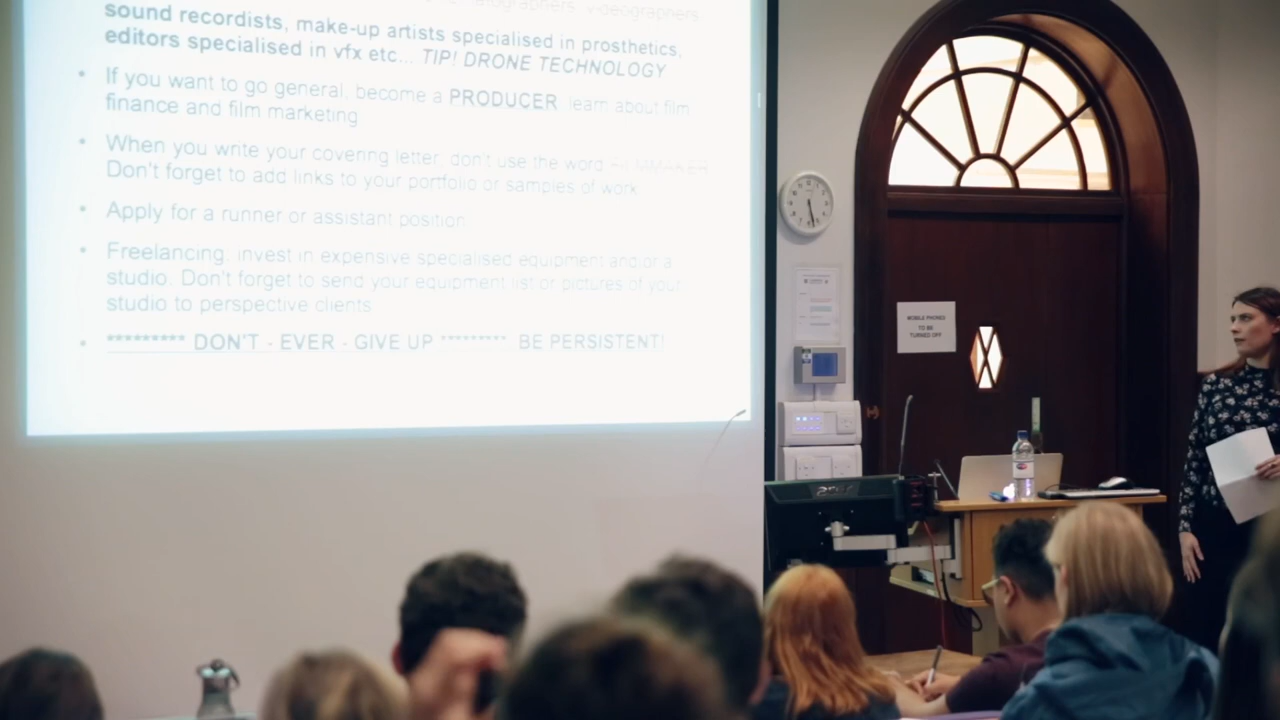 sound recordists, make-up artists specialised in prosthetics,
editors specialised in vfx etc... TIP! DRONE TECHNOLOGY
• If you want to go general, become a PRODUCER learn about film
finance and film marketing
• When you write your covering letter, don't use the word FILMMAKER
Don't forget to add links to your portfolio or samples of work
• Apply for a runner or assistant position
• Freelancing: invest in expensive specialised equipment and/or a
studio. Don't forget to send your equipment list or pictures of your
studio to perspective clients
• ********* DON'T - EVER - GIVE UP ******** BE PERSISTENT!
MOBILE PHONES
TO BE
TURNED OFF